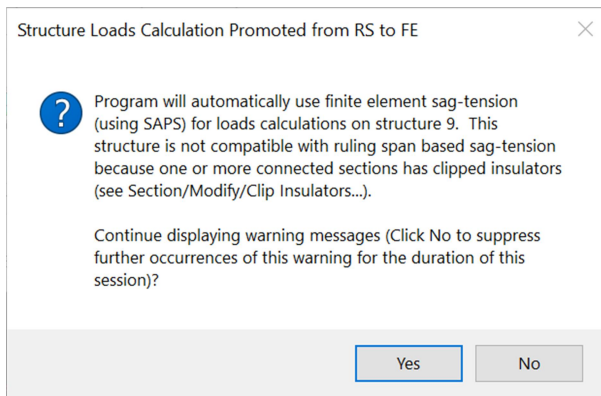 Structure Loads Calculation Promoted from RS to FE
Program will automatically use finite element sag-tension
(using SAPS) for loads calculations on structure 9.  This
structure is not compatible with ruling span based sag-tension
because one or more connected sections has clipped insulators
(see Section/Modify/Clip Insulators...).
Continue displaying warning messages (Click No to suppress
further occurrences of this warning for the duration of this
session)?
Yes
No